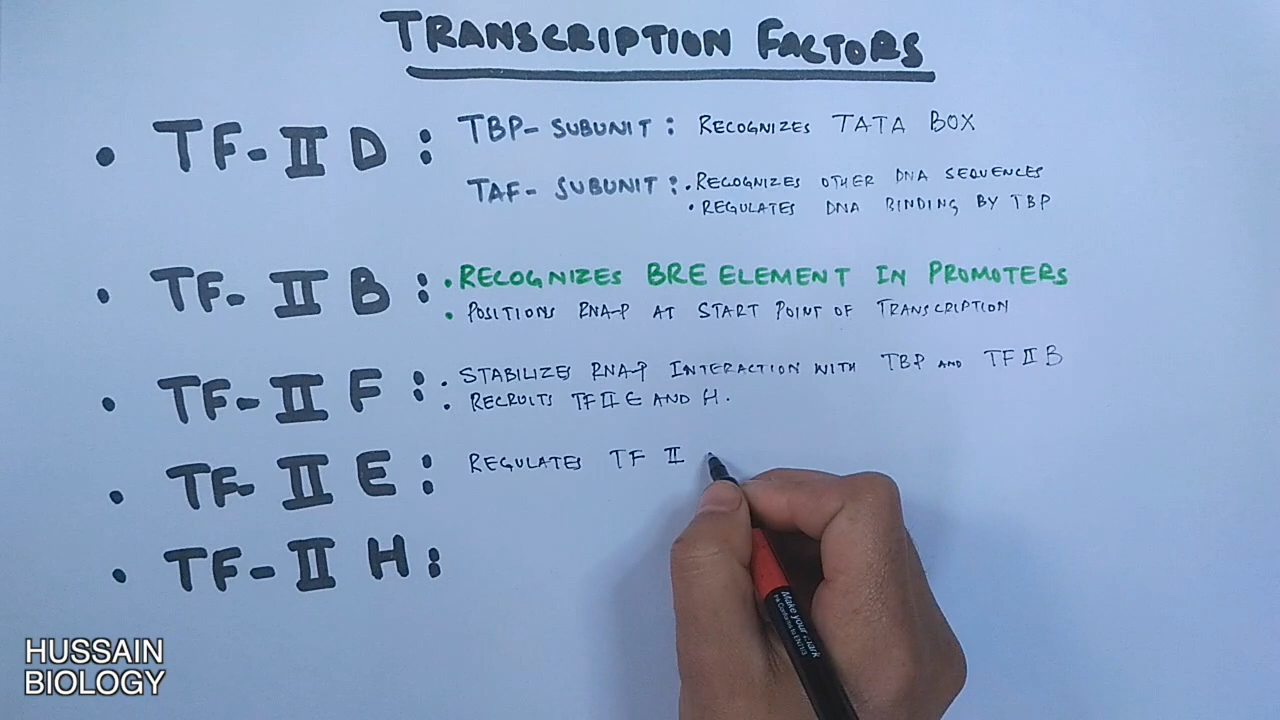 TRANSCRIPTION FACTORS
• TF-II D : TBP-SUBUNIT : RECOGNIZES TATA BOX
TAF-SUBUNIT : • RECOGNIZES OTHER DNA SEQUENCES
• REGULATES DNA BINDING BY TBP
• TF-II B : • RECOGNIZES BRE ELEMENT IN PROMOTERS
• POSITIONS RNA-P AT START POINT OF TRANSCRIPTION
• TF-II F : • STABILIZES RNA-P INTERACTION WITH TBP AND TF II B
• RECRUITS TF II E AND H.
• TF-II E : REGULATES TF II
• TF-II H :
Make your mark
HUSSAIN
BIOLOGY